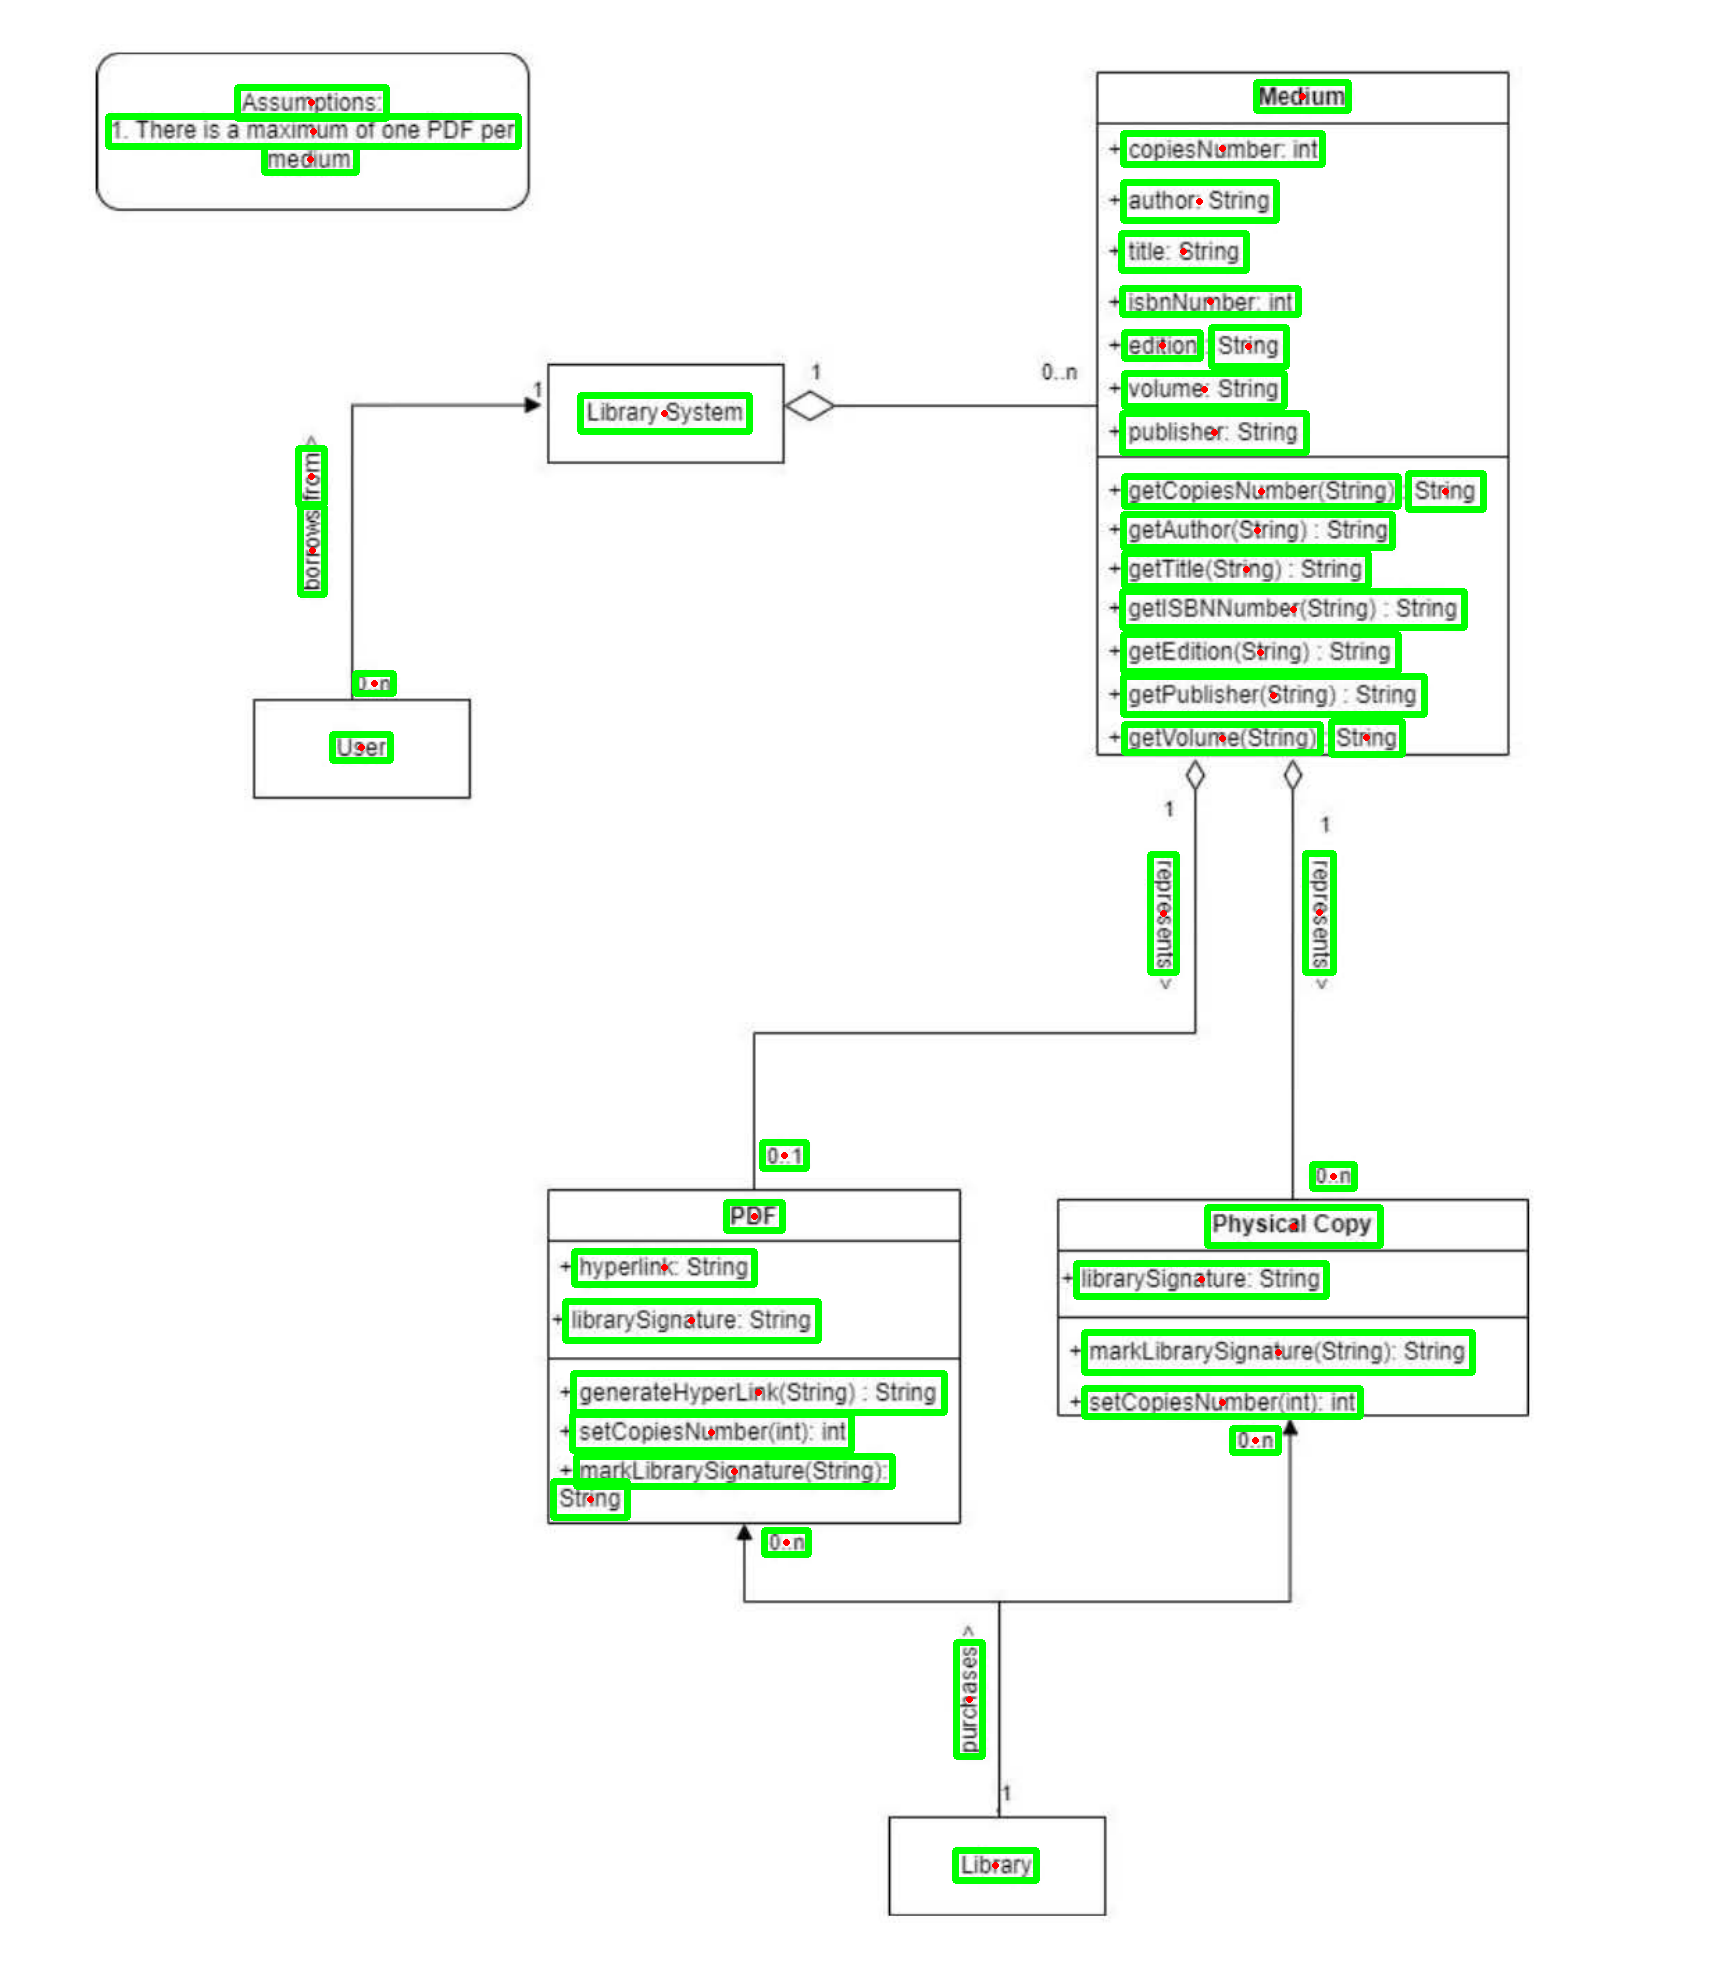 Assumptions:
1. There is a maximum of one PDF per
medium
Medium
+ copiesNumber: int
+ author: String
+ title: String
+ isbnNumber: int
+ edition : String
+ volume: String
+ publisher: String
+ getCopiesNumber(String) : String
+ getAuthor(String) : String
+ getTitle(String) : String
+ getISBNNumber(String) : String
+ getEdition(String) : String
+ getPublisher(String) : String
+ getVolume(String) : String
1
Library System
1
0..n
borrows from >
0..n
User
1
represents >
1
represents >
0..1
PDF
+ hyperlink: String
+ librarySignature: String
+ generateHyperLink(String) : String
+ setCopiesNumber(int): int
+ markLibrarySignature(String):
String
0..n
0..n
Physical Copy
+ librarySignature: String
+ markLibrarySignature(String): String
+ setCopiesNumber(int): int
0..n
purchases >
1
Library